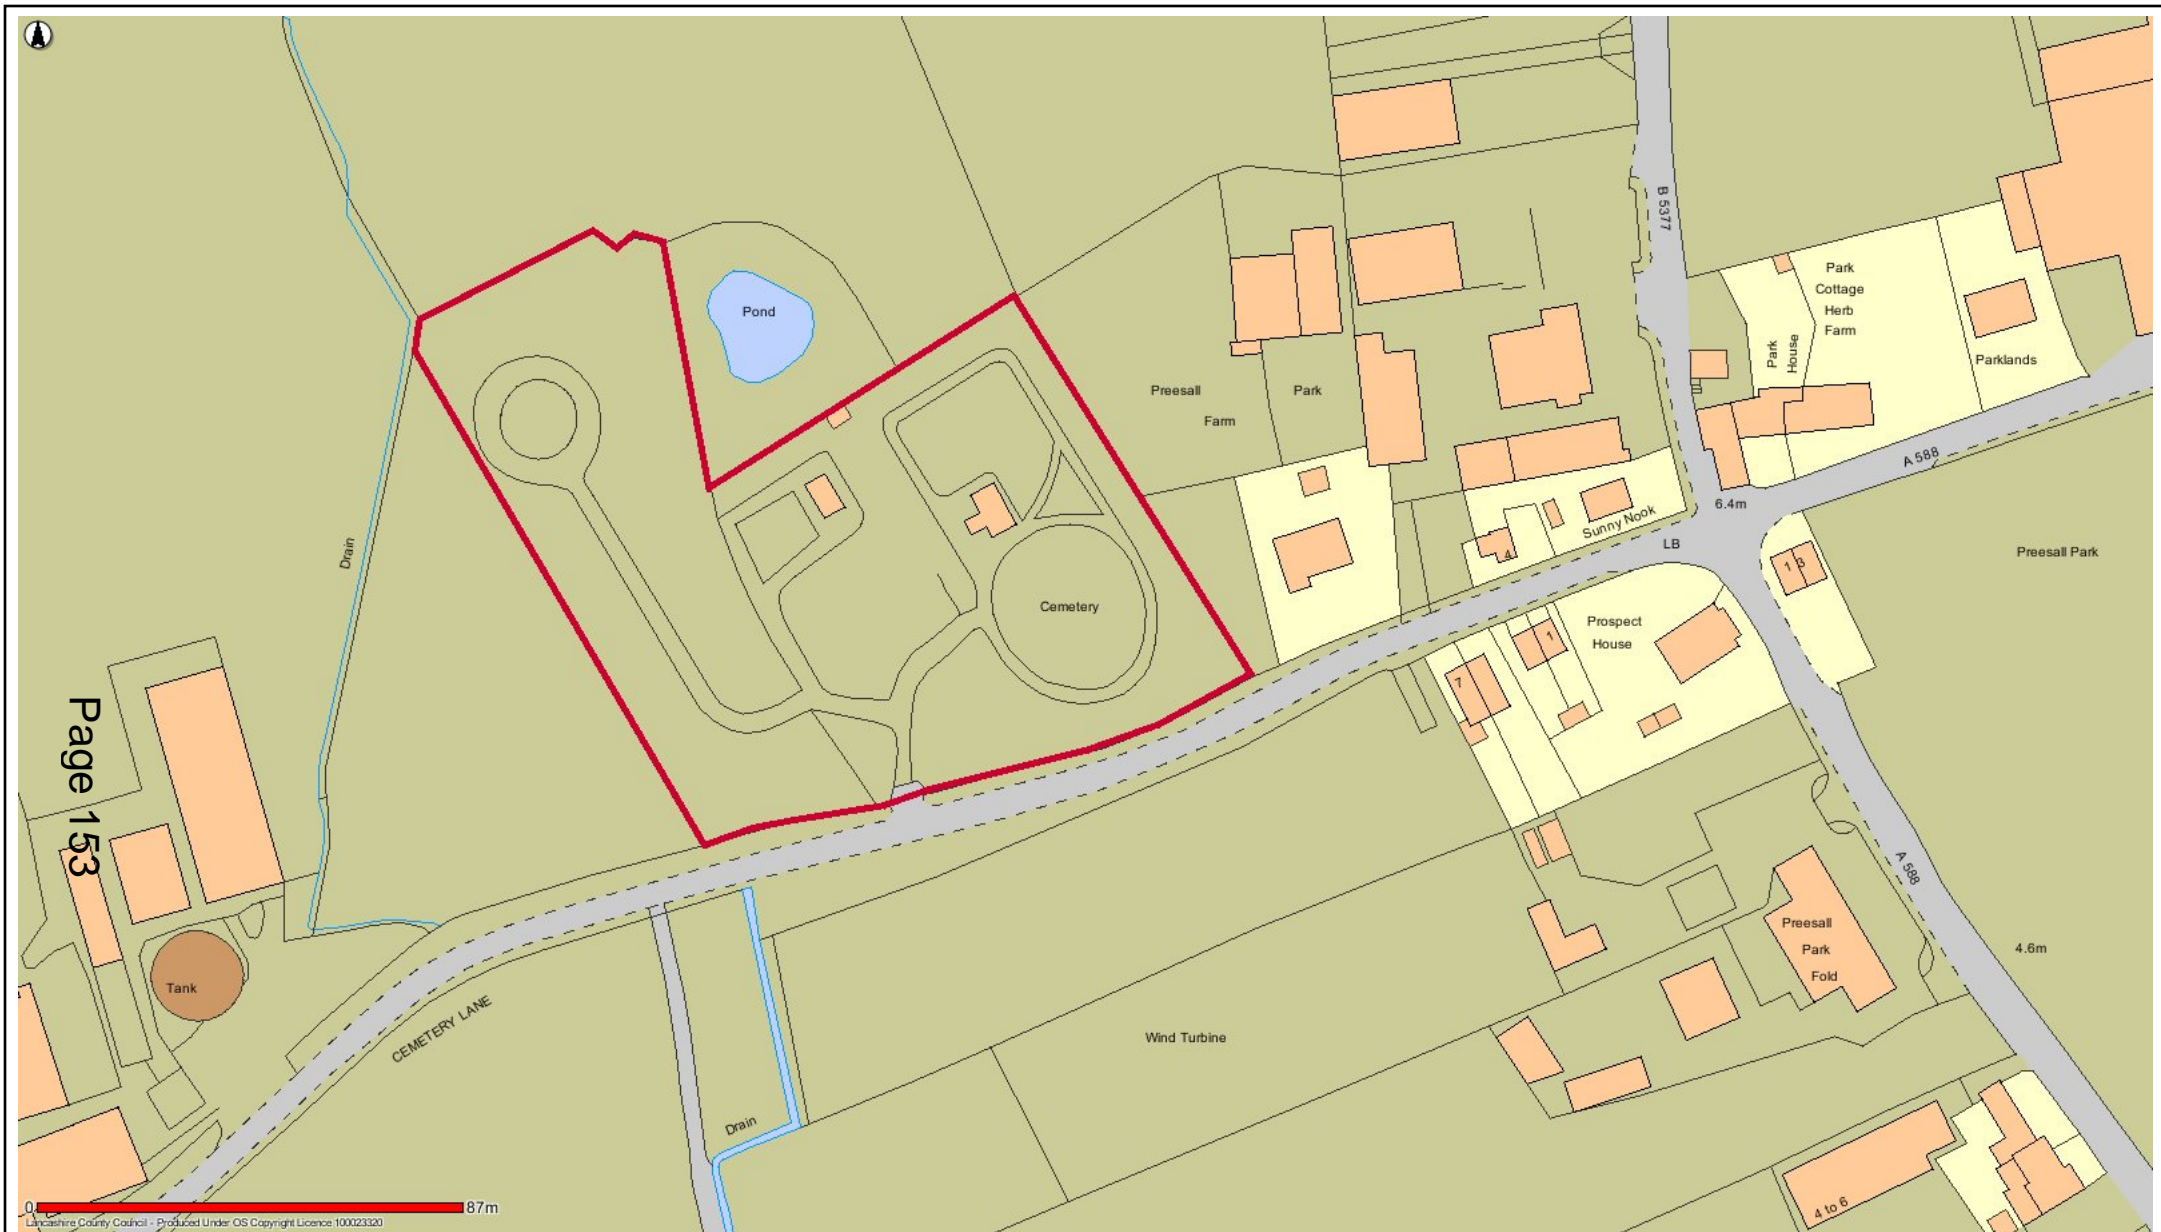 B 5377
Park
Cottage
Herb
Farm
Park
House
Parklands
Pond
Preesall
Farm
Park
A 588
6.4m
LB
Sunny Nook
4
1 3
Preesall Park
Drain
Cemetery
Prospect
House
1
7
Page 153
A 588
Preesall
Park
Fold
4.6m
Tank
CEMETERY LANE
Wind Turbine
Drain
4 to 6
0 87m
Lancashire County Council - Produced Under OS Copyright Licence 100023320